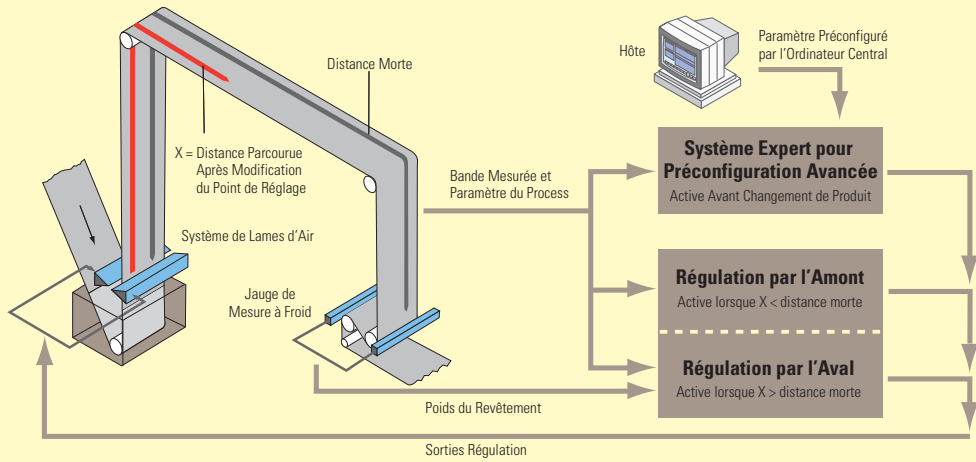 Hôte
Paramètre Préconfiguré
par l'Ordinateur Central
Distance Morte
X = Distance Parcourue
Après Modification
du Point de Réglage
Système de Lames d'Air
Jauge de
Mesure à Froid
Bande Mesurée et
Paramètre du Process
Système Expert pour
Préconfiguration Avancée
Active Avant Changement de Produit
Régulation par l'Amont
Active lorsque X < distance morte
Régulation par l'Aval
Active lorsque X > distance morte
Poids du Revêtement
Sorties Régulation